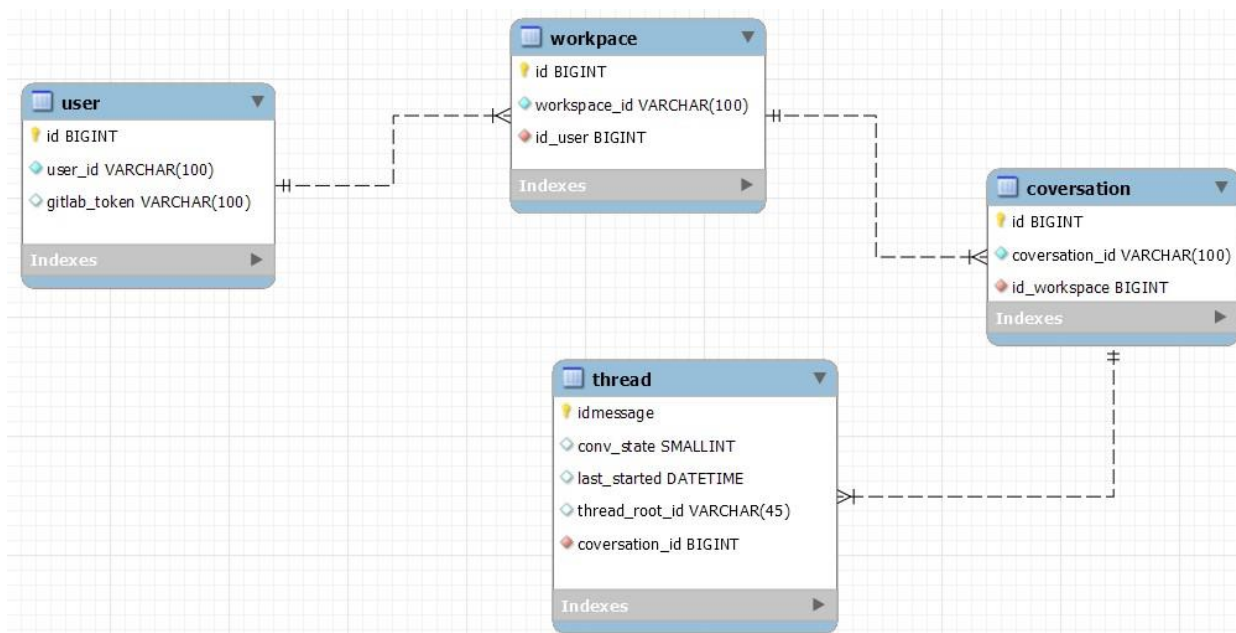 user
id BIGINT
user_id VARCHAR(100)
gitlab_token VARCHAR(100)
Indexes
workpace
id BIGINT
workspace_id VARCHAR(100)
id_user BIGINT
Indexes
coversation
id BIGINT
coversation_id VARCHAR(100)
id_workspace BIGINT
Indexes
thread
idmessage
conv_state SMALLINT
last_started DATETIME
thread_root_id VARCHAR(45)
coversation_id BIGINT
Indexes